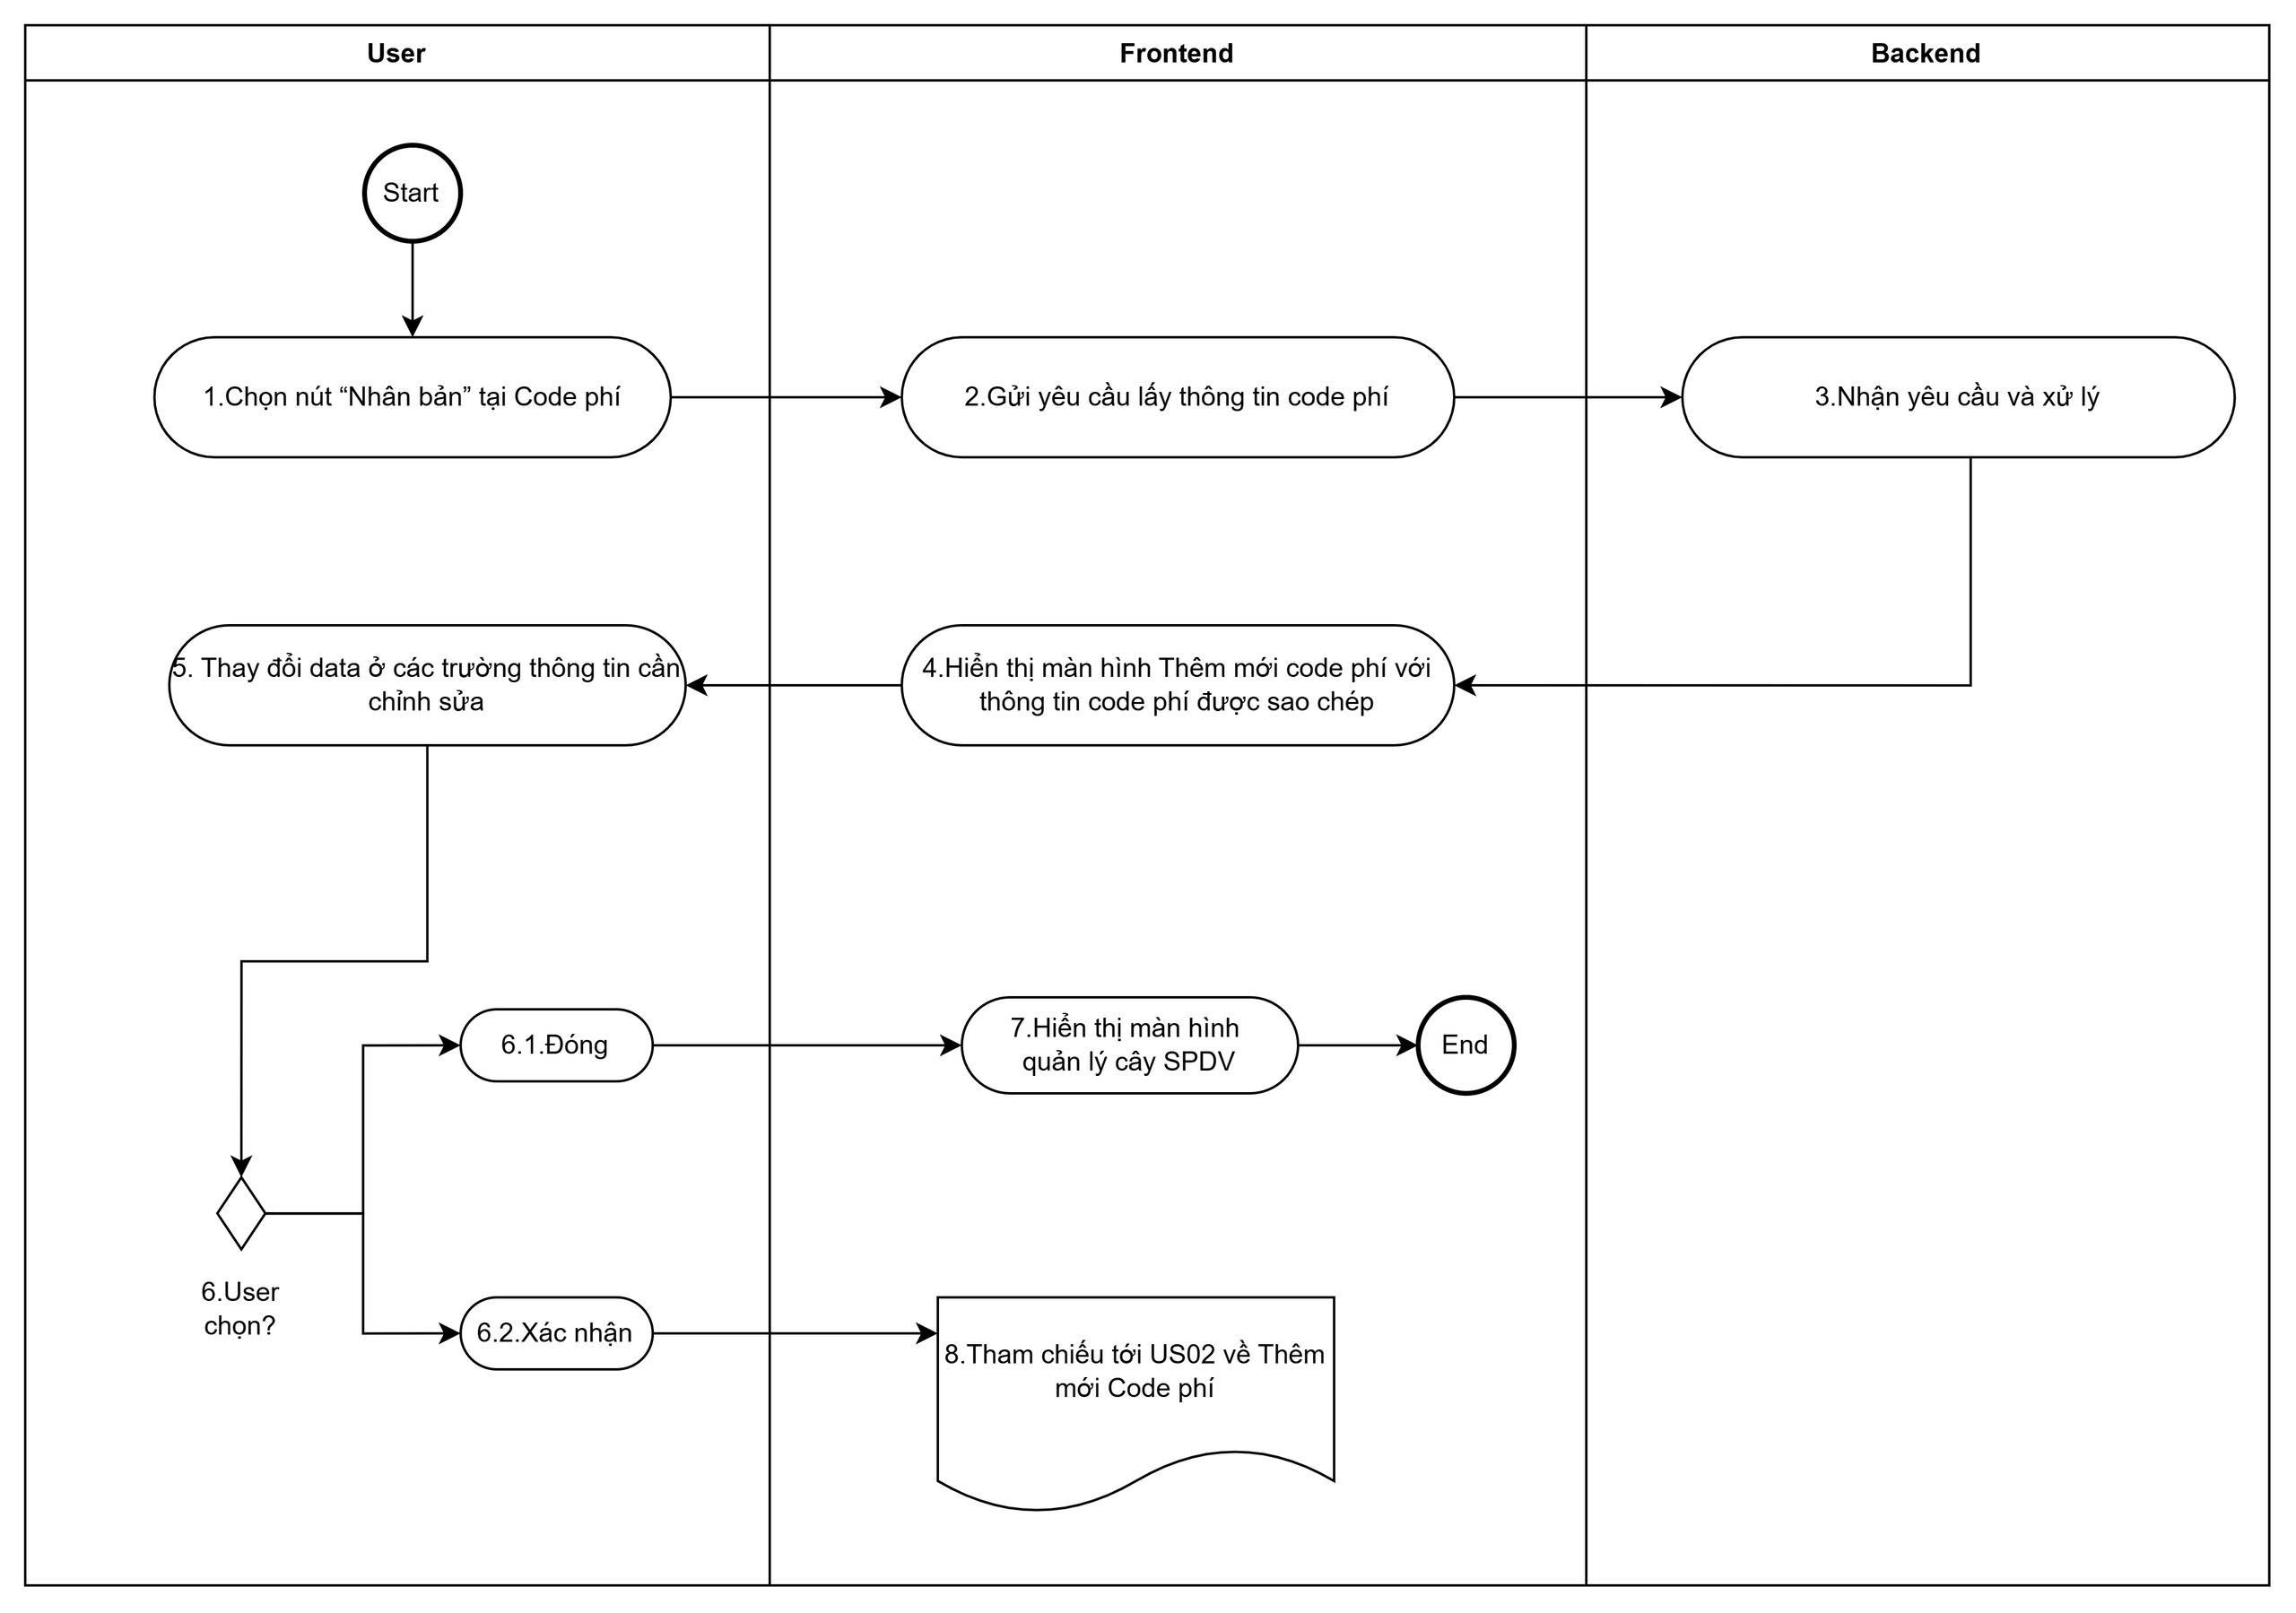 User
Frontend
Backend
Start
1.Chọn nút “Nhân bản” tại Code phí
2.Gửi yêu cầu lấy thông tin code phí
3.Nhận yêu cầu và xử lý
5. Thay đổi data ở các trường thông tin cần
chỉnh sửa
4.Hiển thị màn hình Thêm mới code phí với
thông tin code phí được sao chép
6.1.Đóng
7.Hiển thị màn hình
quản lý cây SPDV
End
6.User
chọn?
6.2.Xác nhận
8.Tham chiếu tới US02 về Thêm
mới Code phí